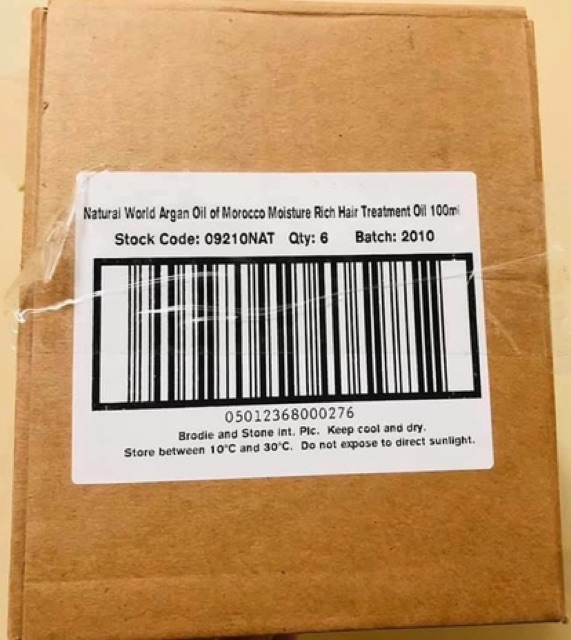 Natural World Argan Oil of Morocco Moisture Rich Hair Treatment Oil 100ml
Stock Code: 09210NAT Qty: 6 Batch: 2010
05012368000276
Brodie and Stone Int. Plc. Keep cool and dry.
Store between 10°C and 30°C. Do not expose to direct sunlight.